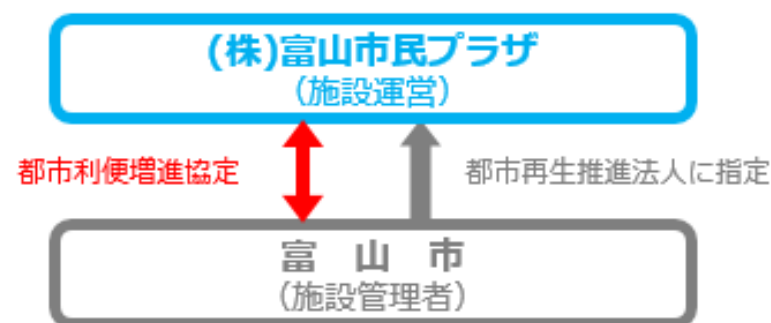 (株)富山市民プラザ
（施設運営）
都市利便増進協定
都市再生推進法人に指定
富　山　市
（施設管理者）